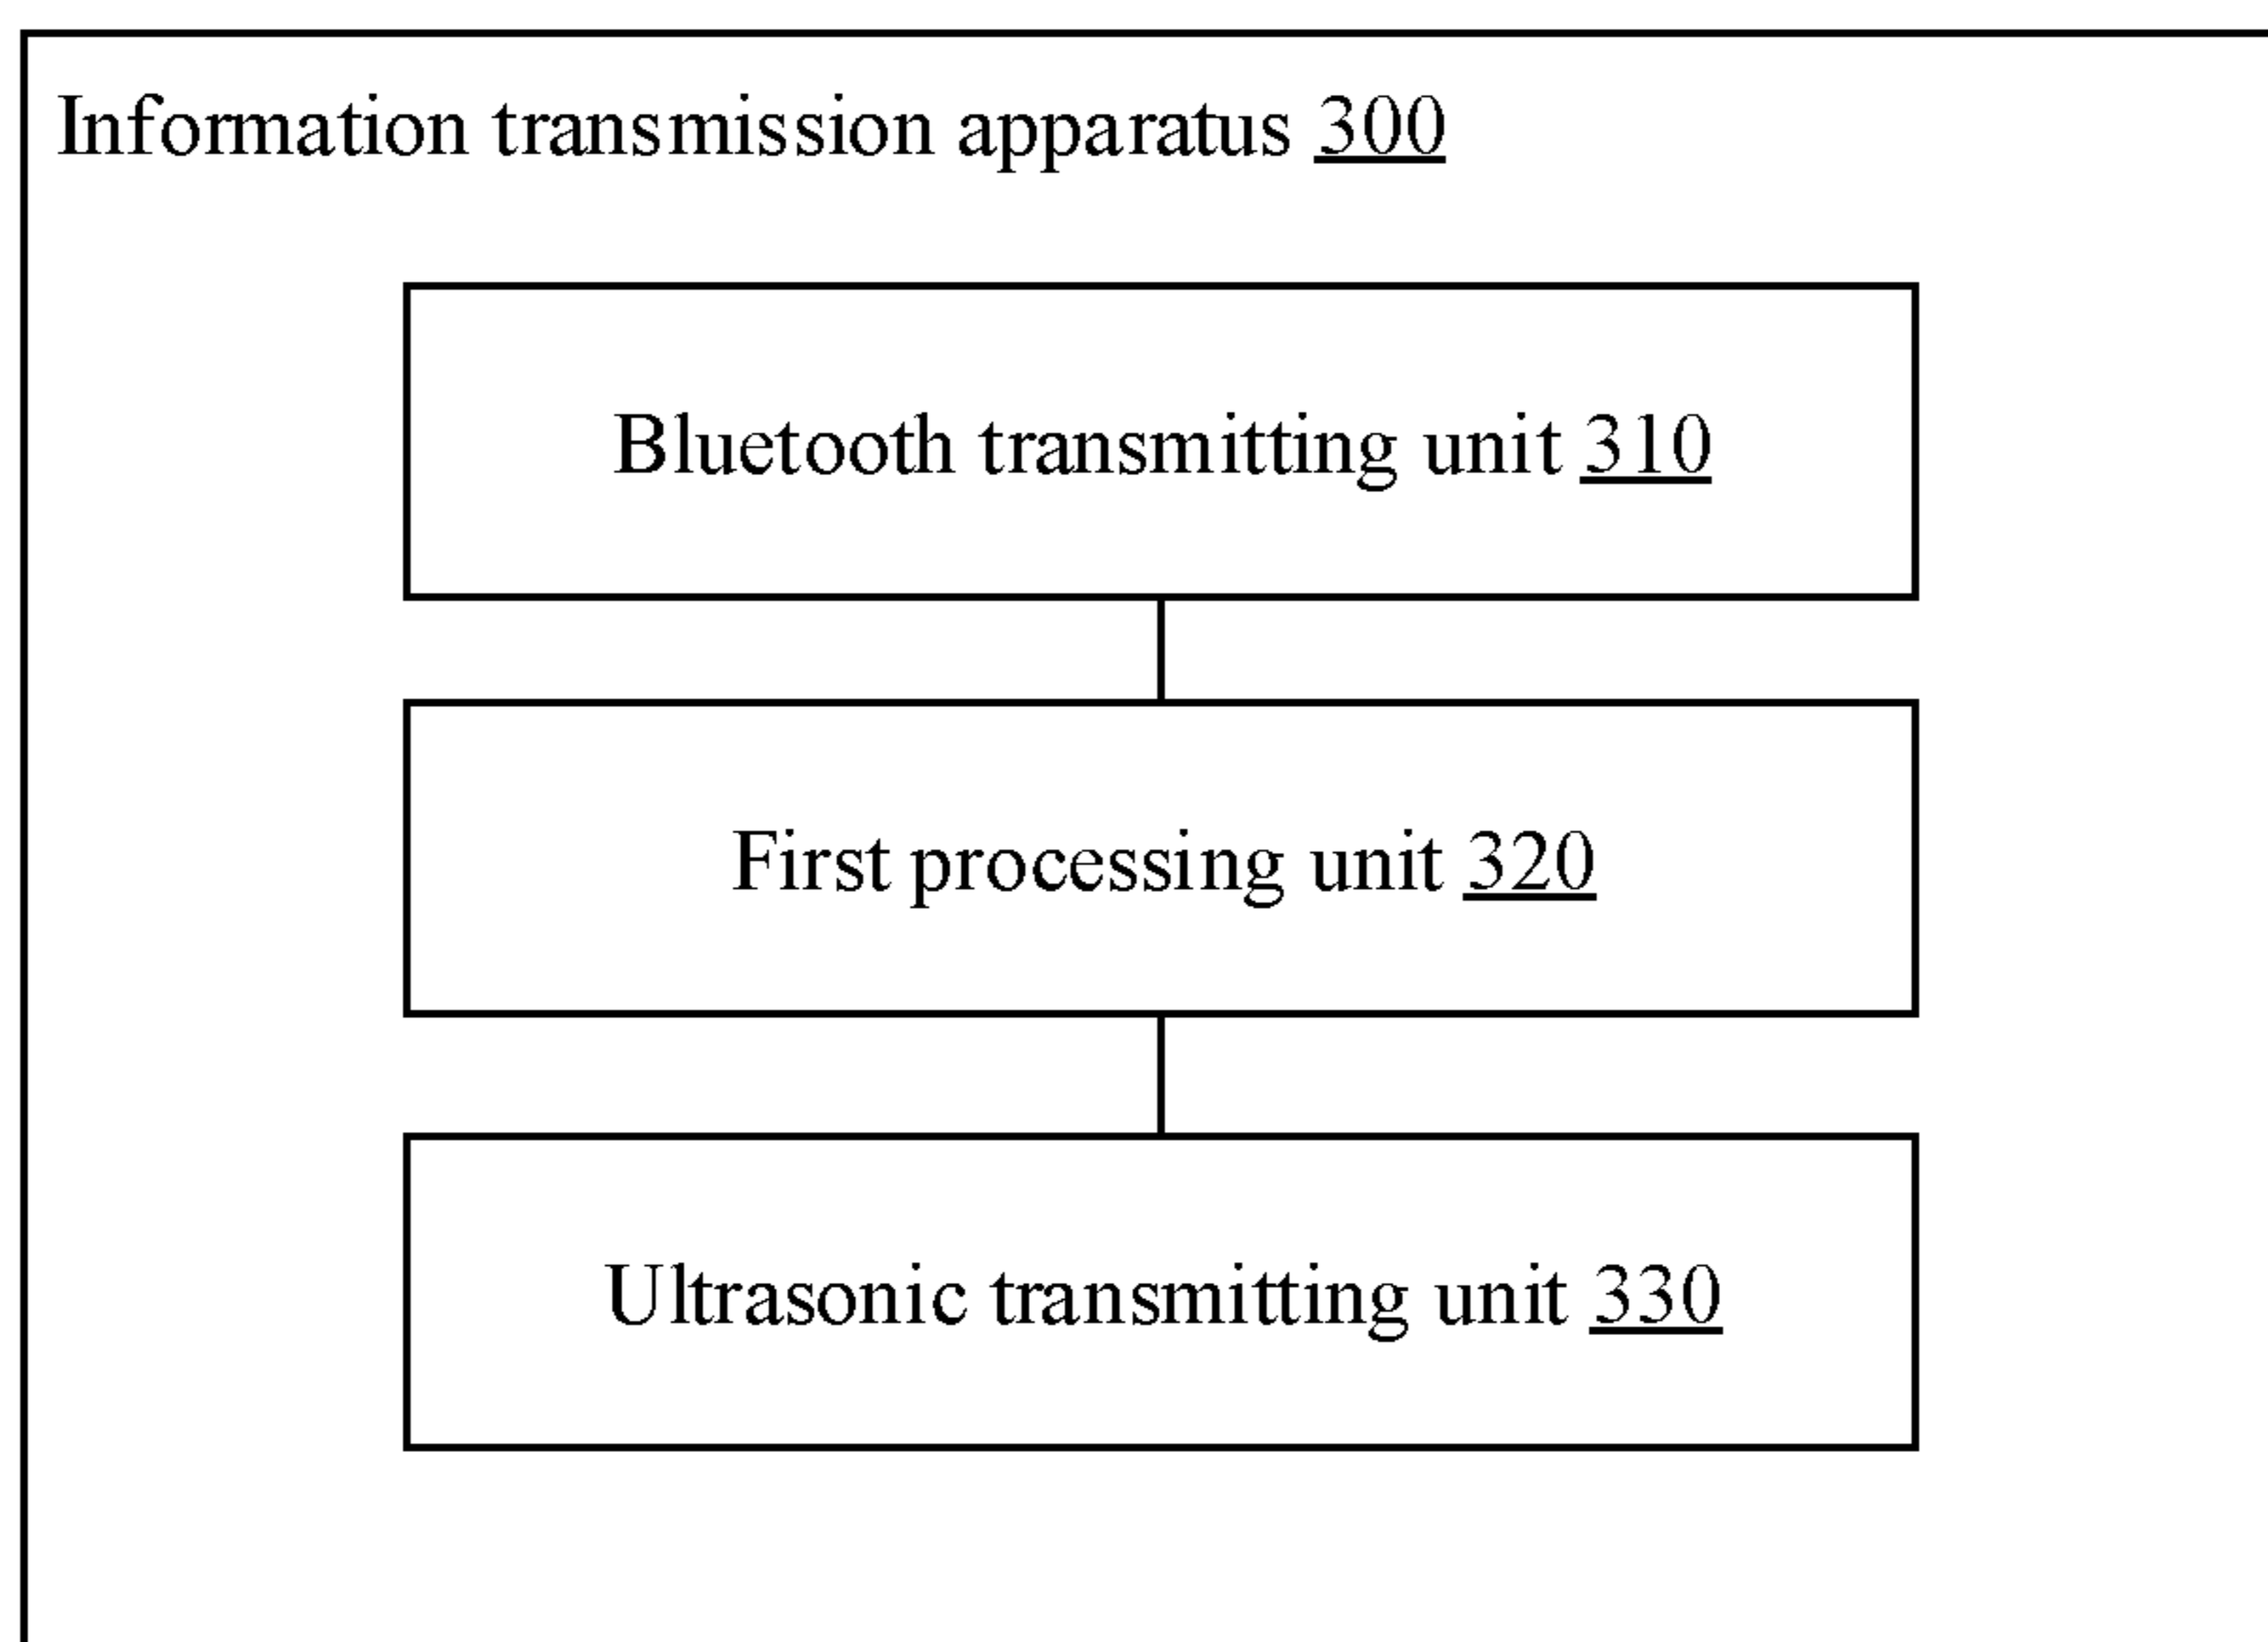 Information transmission apparatus 300
Bluetooth transmitting unit 310
First processing unit 320
Ultrasonic transmitting unit 330